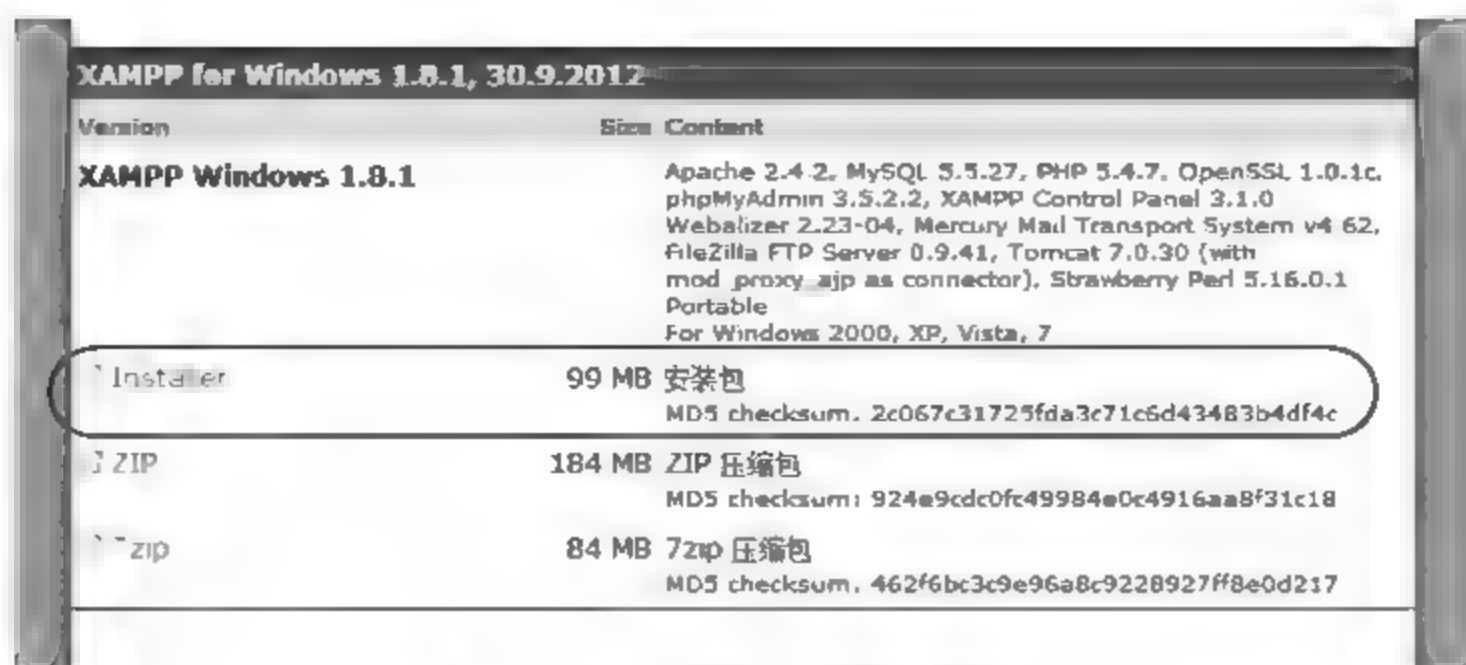 XAMPP for Windows 1.8.1, 30.9.2012
Version Size Content
XAMPP Windows 1.8.1 Apache 2.4.2, MySQL 5.5.27, PHP 5.4.7, OpenSSL 1.0.1c,
phpMyAdmin 3.5.2.2, XAMPP Control Panel 3.1.0
Webalizer 2.23-04, Mercury Mail Transport System v4.62,
FileZilla FTP Server 0.9.41, Tomcat 7.0.30 (with
mod_proxy_ajp as connector), Strawberry Perl 5.16.0.1
Portable
For Windows 2000, XP, Vista, 7
Installer 99 MB 安装包
MD5 checksum: 2c067c31725fda3c71c6d43483b4df4c
ZIP 184 MB ZIP 压缩包
MD5 checksum: 924e9cdc0fc49984e0c4916aa8f31c18
7zip 84 MB 7zip 压缩包
MD5 checksum: 462f6bc3c9e96a8c9228927ff8e0d217